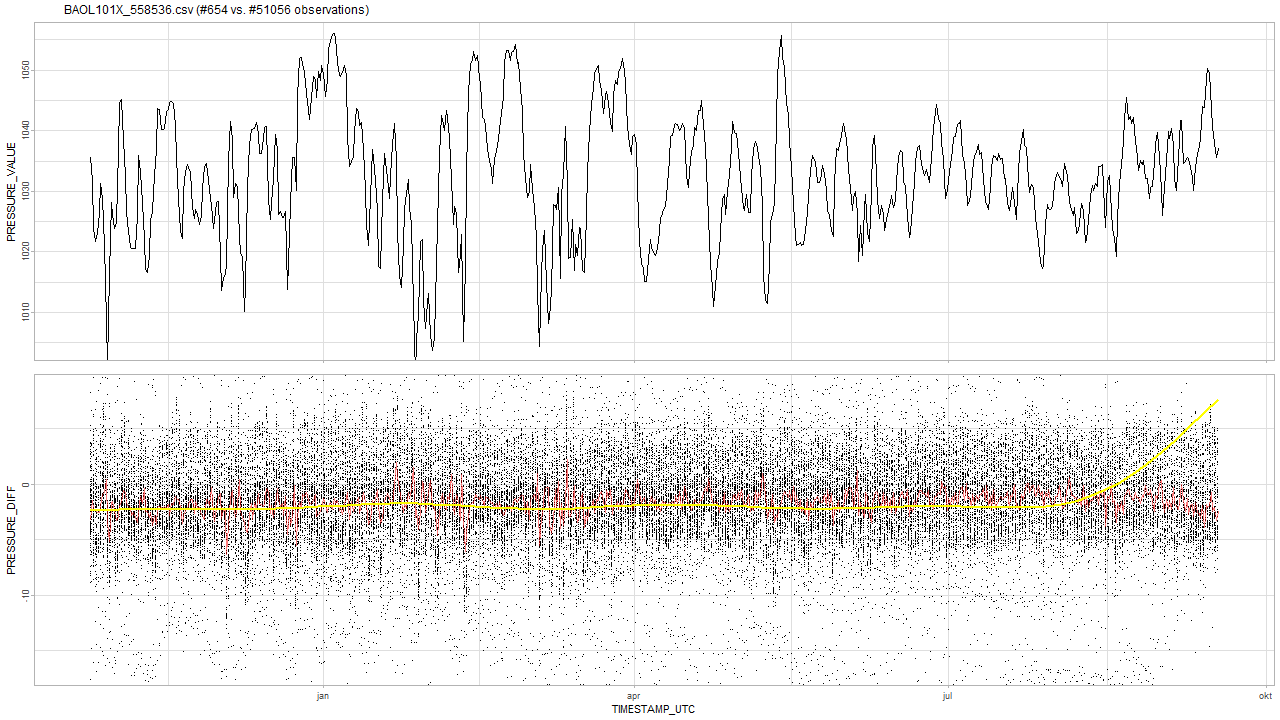 BAOL101X_558536.csv (#654 vs. #51056 observations)
PRESSURE_VALUE
1050
1040
1030
1020
1010
PRESSURE_DIFF
0
-10
jan
apr
jul
okt
TIMESTAMP_UTC